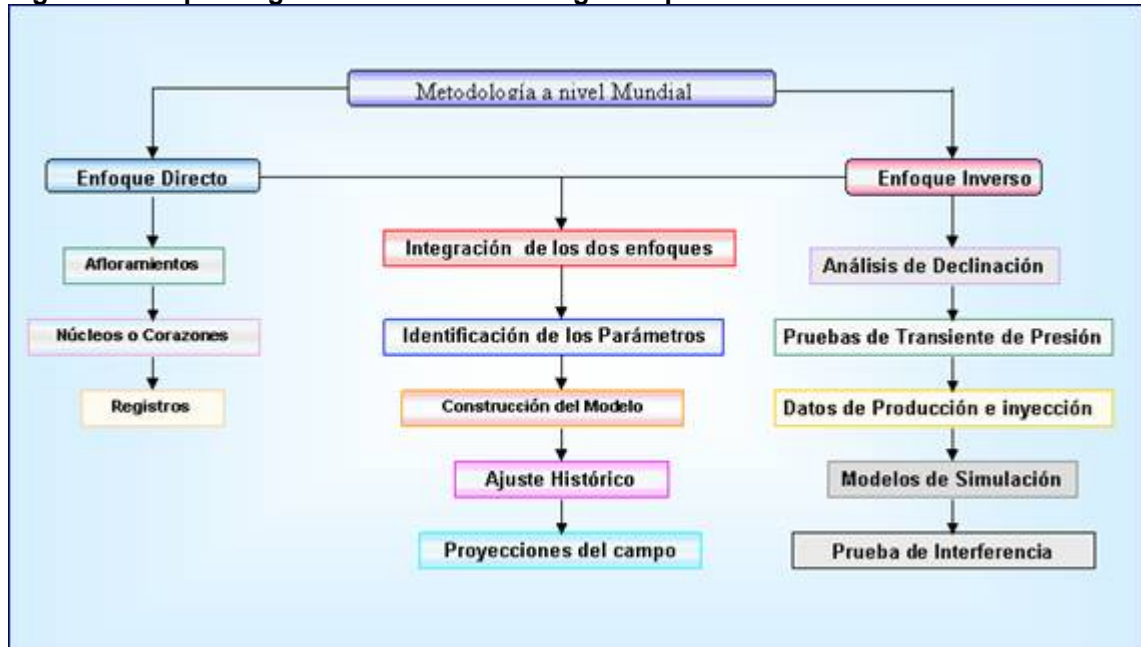 Metodología a nivel Mundial
Enfoque Directo
Enfoque Inverso
Afloramientos
Núcleos o Corazones
Registros
Integración de los dos enfoques
Identificación de los Parámetros
Construcción del Modelo
Ajuste Histórico
Proyecciones del campo
Análisis de Declinación
Pruebas de Transiente de Presión
Datos de Producción e inyección
Modelos de Simulación
Prueba de Interferencia